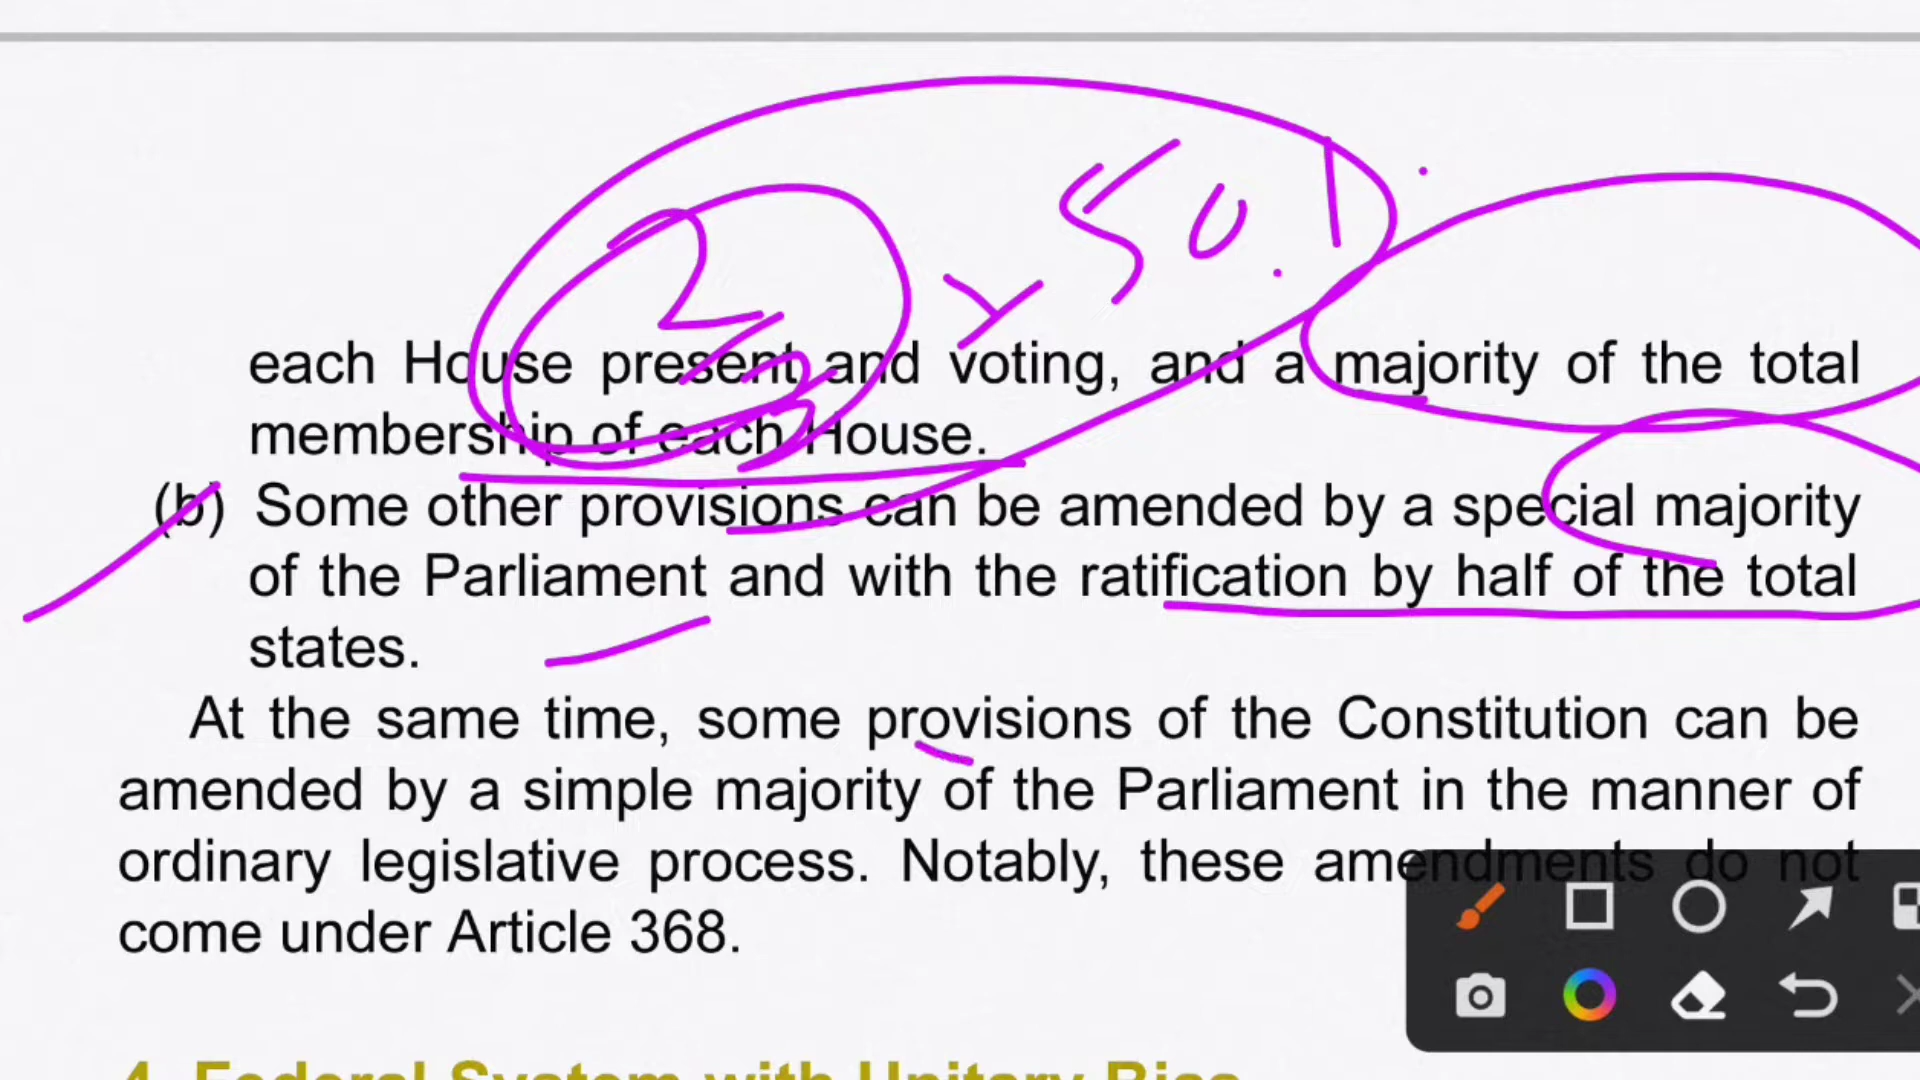 2/3 50%
each House present and voting, and a majority of the total
membership of each House.
(b) Some other provisions can be amended by a special majority
of the Parliament and with the ratification by half of the total
states.
At the same time, some provisions of the Constitution can be
amended by a simple majority of the Parliament in the manner of
ordinary legislative process. Notably, these amendments do not
come under Article 368.
4. Federal System with Unitary Bias